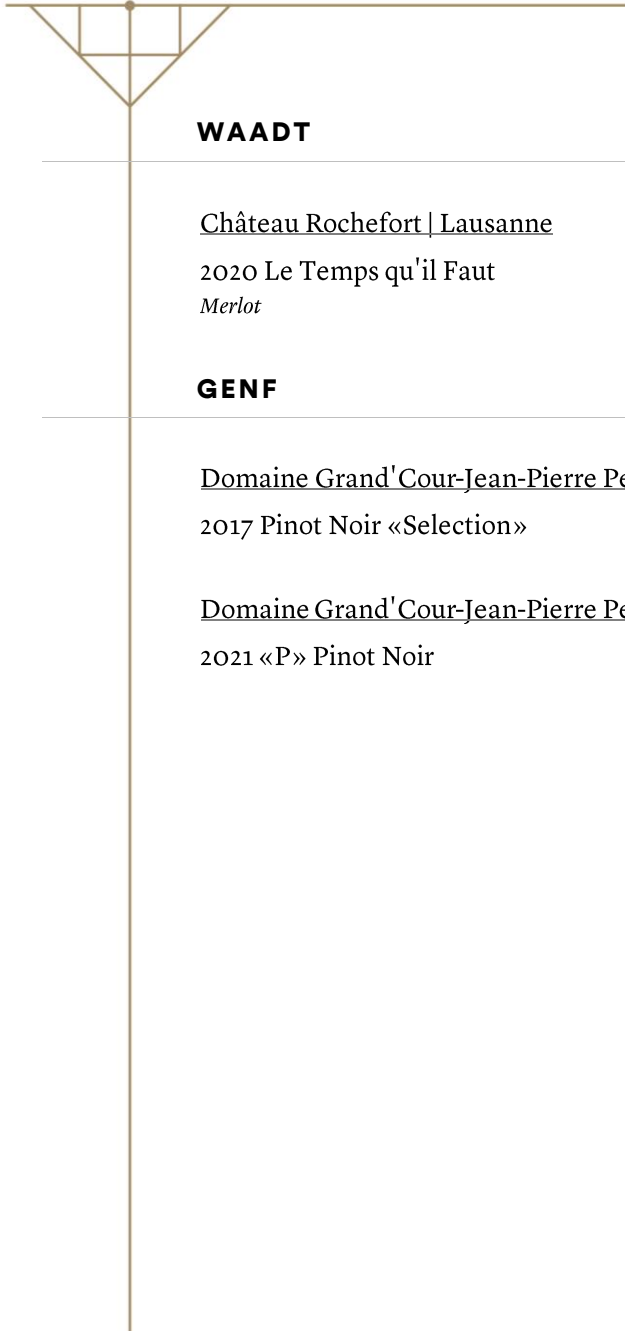 WAADT
Château Rochefort | Lausanne
2020 Le Temps qu'il Faut
Merlot
GENF
Domaine Grand'Cour-Jean-Pierre
2017 Pinot Noir «Selection»
Domaine Grand'Cour-Jean-Pierre
2021 «P» Pinot Noir